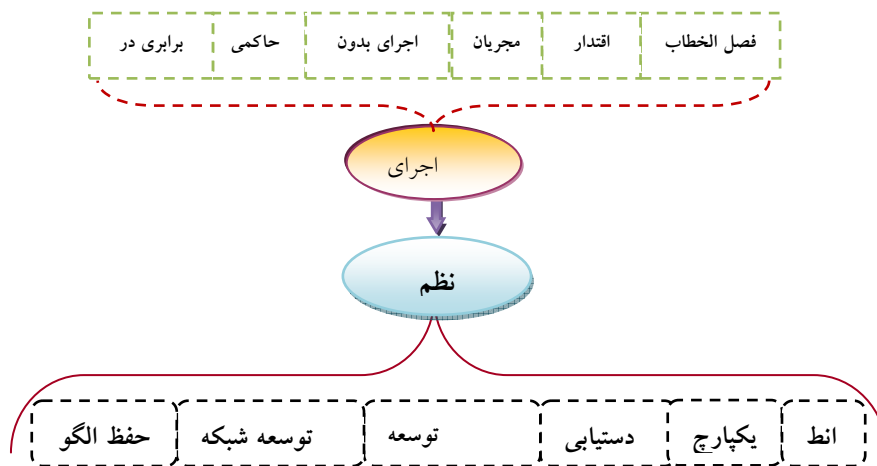 فصل الخطاب
اقتدار
مجریان
اجرای بدون
حاکمی
برابری در
اجرای
نظم
انط
یکپارچ
دستیابی
توسعه
توسعه شبکه
حفظ الگو